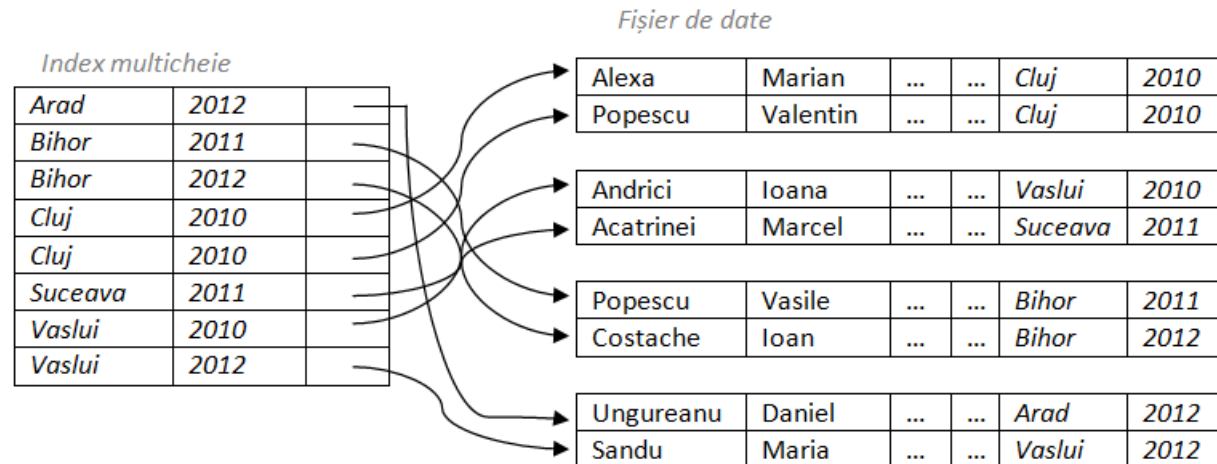 Fișier de date
Index multicheie
Arad 2012
Bihor 2011
Bihor 2012
Cluj 2010
Cluj 2010
Suceava 2011
Vaslui 2010
Vaslui 2012
Alexa Marian ... ... Cluj 2010
Popescu Valentin ... ... Cluj 2010
Andrici Ioana ... ... Vaslui 2010
Acatrinei Marcel ... ... Suceava 2011
Popescu Vasile ... ... Bihor 2011
Costache Ioan ... ... Bihor 2012
Ungureanu Daniel ... ... Arad 2012
Sandu Maria ... ... Vaslui 2012